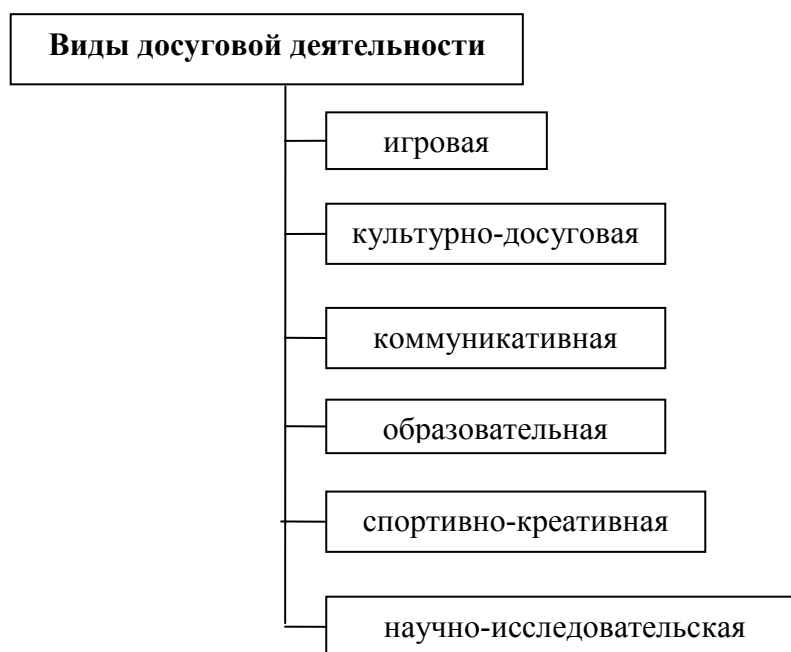 Виды досуговой деятельности
игровая
культурно-досуговая
коммуникативная
образовательная
спортивно-креативная
научно-исследовательская